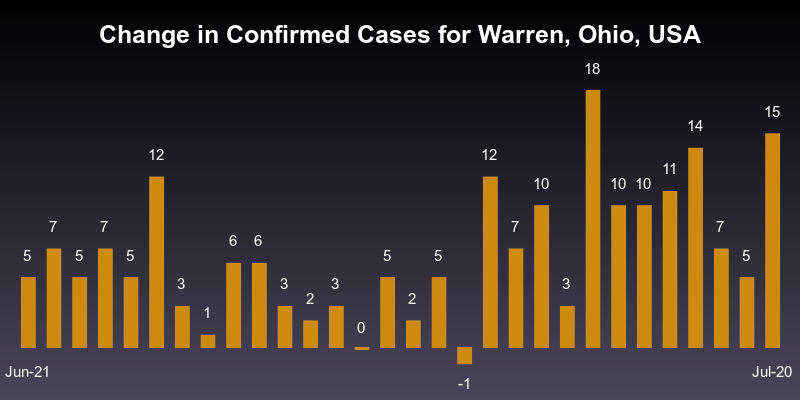 Change in Confirmed Cases for Warren, Ohio, USA
5 7 5 7 5 12 3 1 6 6 3 2 3 0 5 2 5 -1 12 7 10 3 18 10 10 11 14 7 5 15
Jun-21 Jul-20